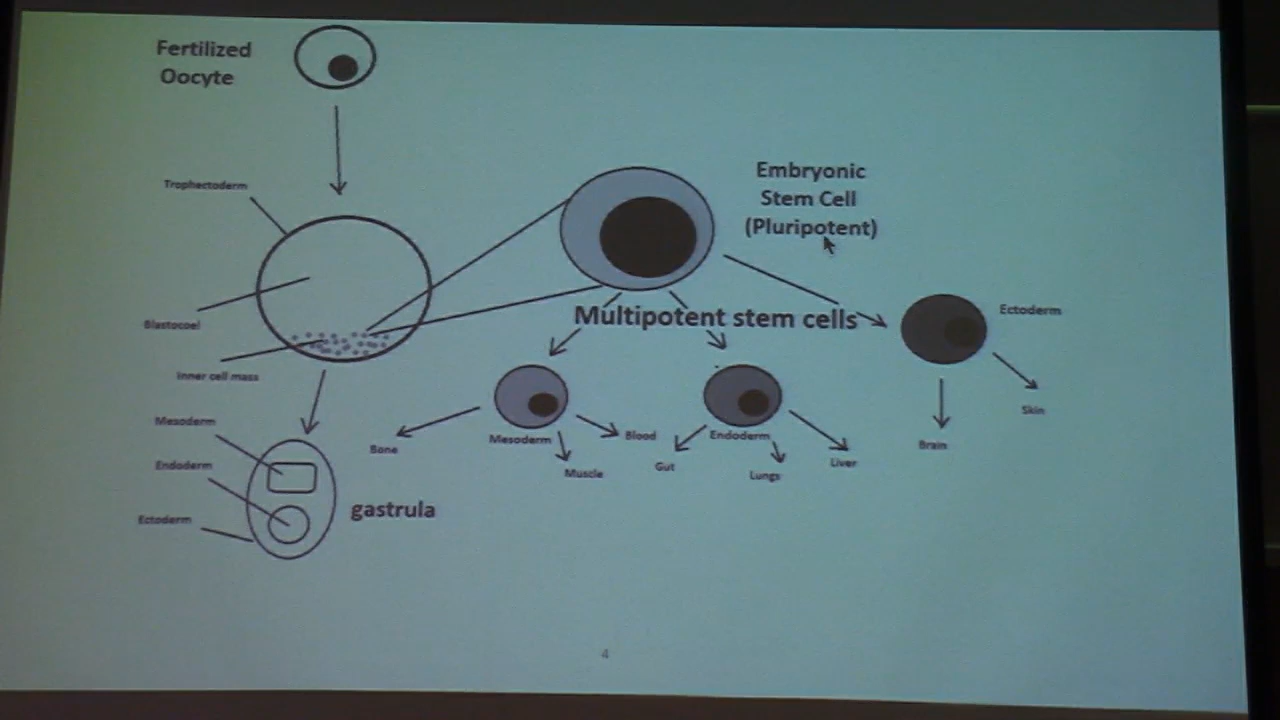 Fertilized
Oocyte
Trophectoderm
Embryonic
Stem Cell
(Pluripotent)
Blastocoel
Inner cell mass
Multipotent stem cells
Ectoderm
Skin
Brain
Mesoderm
Bone
Blood
Muscle
Endoderm
Gut
Lungs
Liver
Mesoderm
Endoderm
Ectoderm
gastrula
4